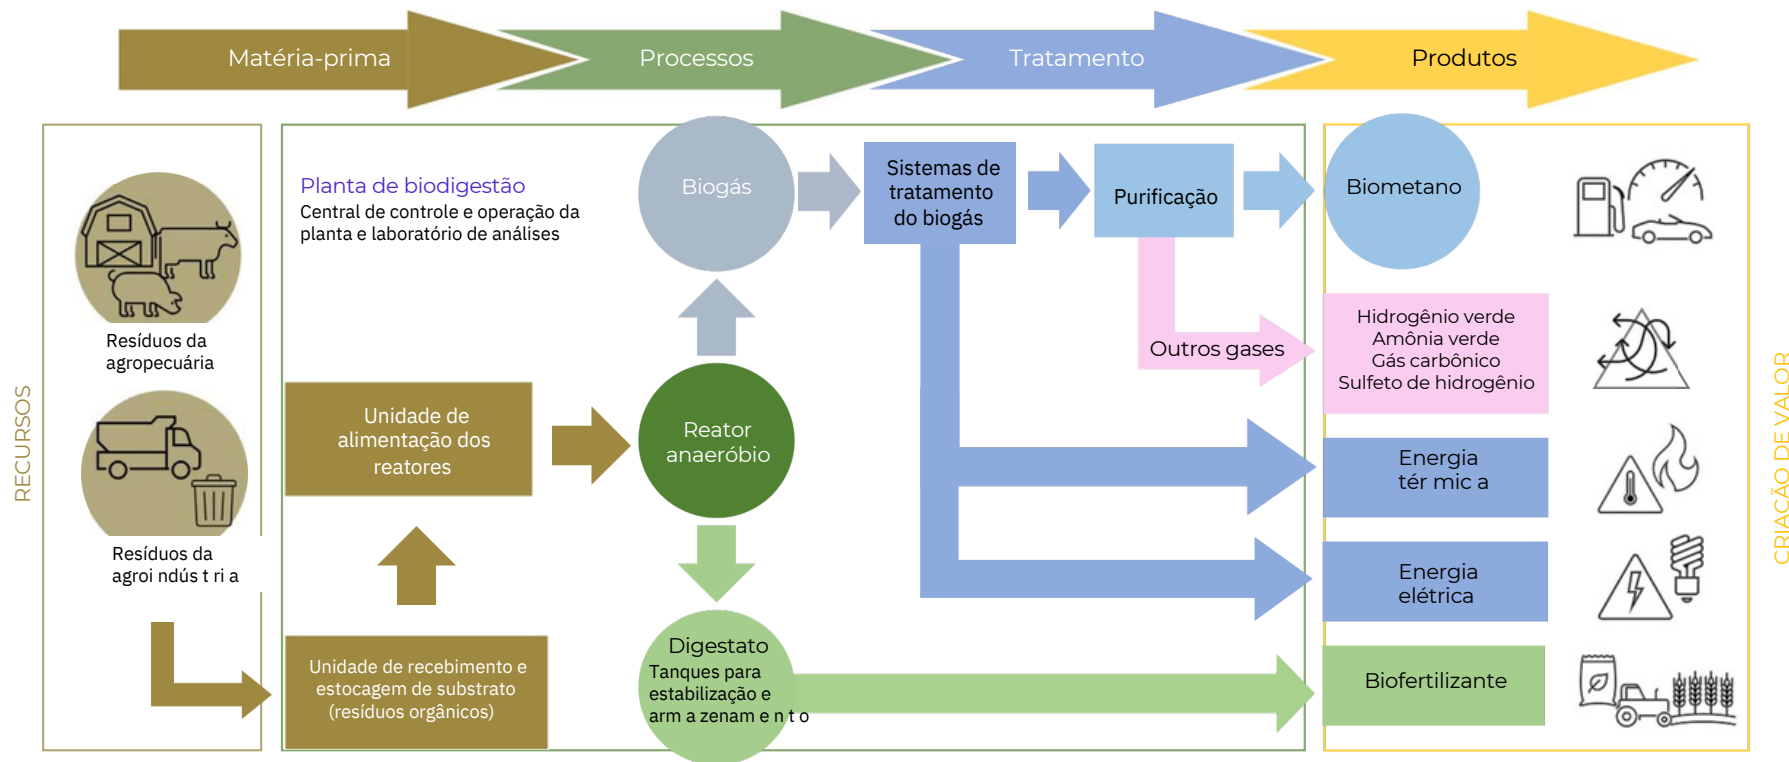 Matéria-prima
Processos
Tratamento
Produtos
RECURSOS
Resíduos da
agropecuária
Resíduos da
agroi ndús t ri a
Planta de biodigestão
Central de controle e operação da
planta e laboratório de análises
Unidade de
alimentação dos
reatores
Unidade de recebimento e
estocagem de substrato
(resíduos orgânicos)
Biogás
Reator
anaeróbio
Digestato
Tanques para
estabilização e
arm a zenam e n t o
Sistemas de
tratamento
do biogás
Purificação
Outros gases
Biometano
Hidrogênio verde
Amônia verde
Gás carbônico
Sulfeto de hidrogênio
Energia
tér mic a
Energia
elétrica
Biofertilizante
CRIAÇÃO DE VALOR